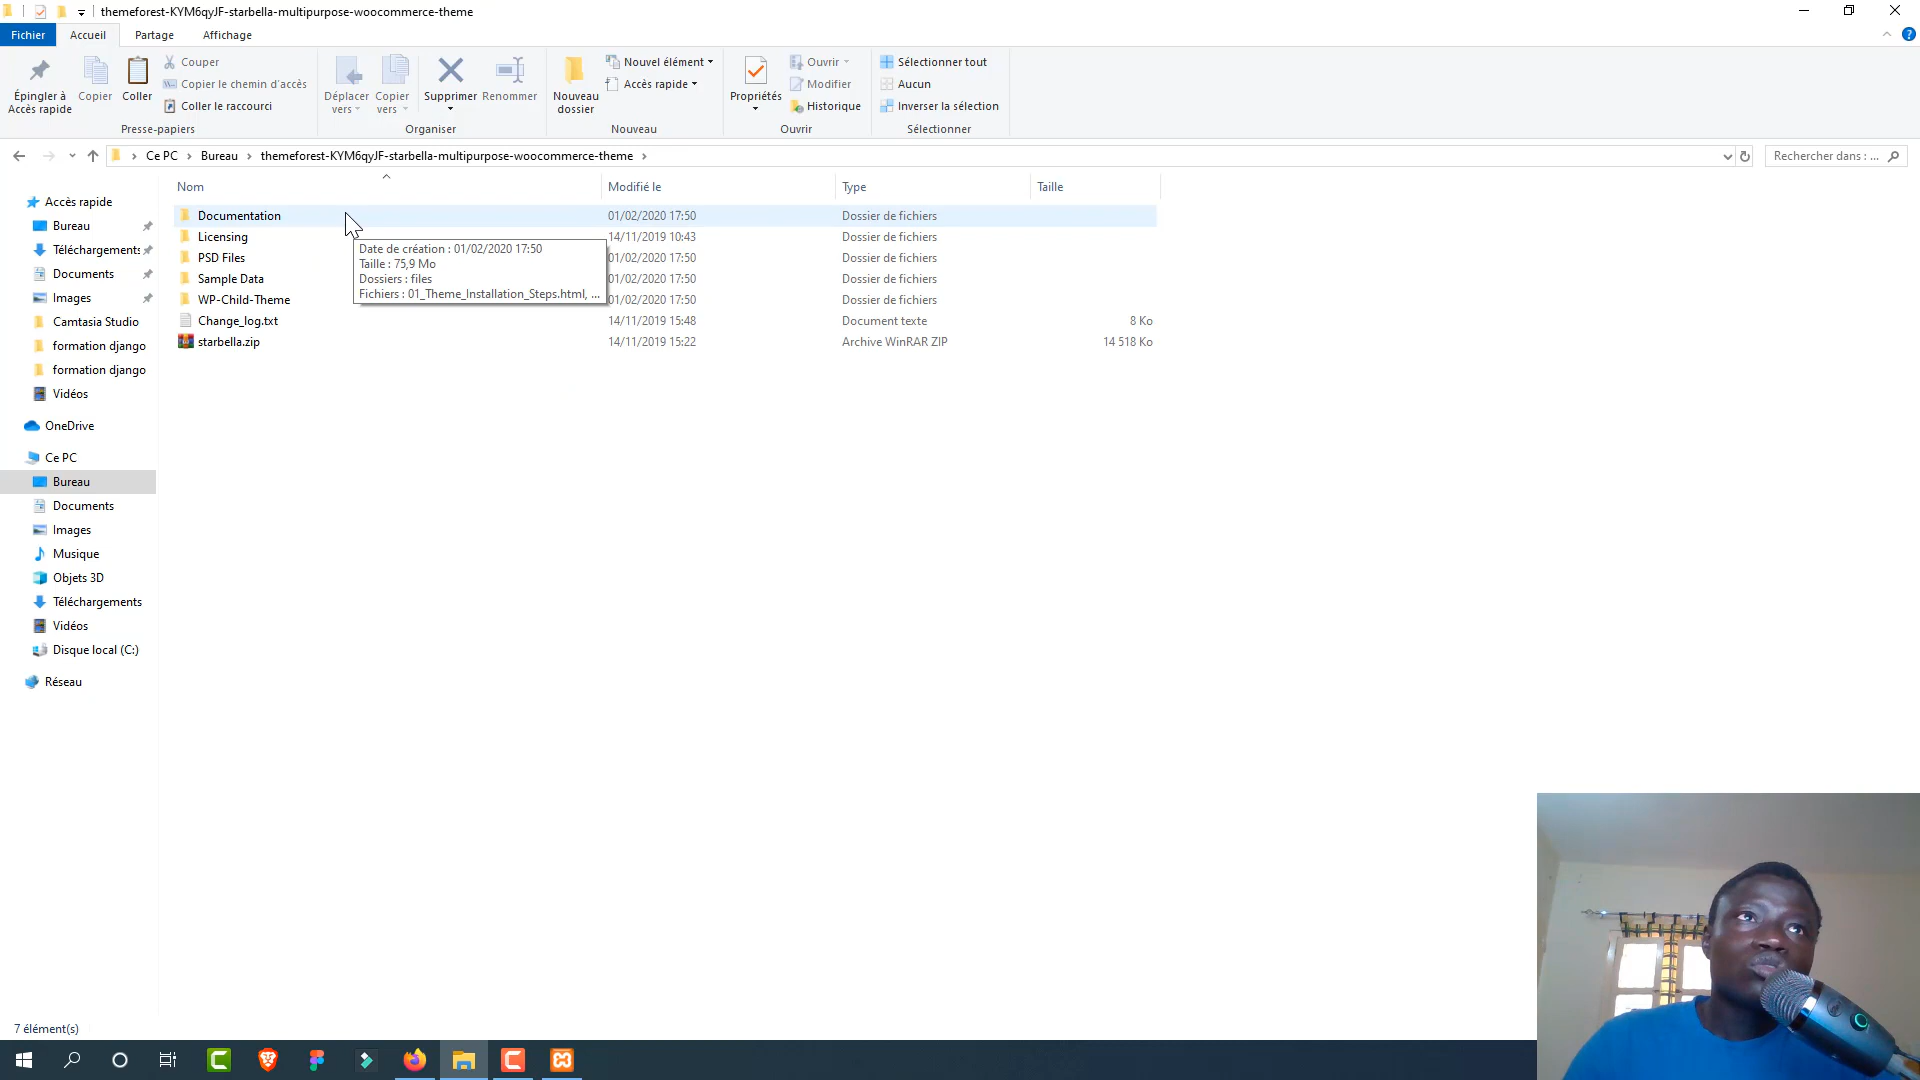 themeforest-KYM6qyJF-starbella-multipurpose-woocommerce-theme
Fichier Accueil Partage Affichage
Épingler à
Accès rapide
Copier
Coller
Couper
Copier le chemin d'accès
Coller le raccourci
Presse-papiers
Déplacer
vers
Copier
vers
Supprimer
Renommer
Organiser
Nouveau
dossier
Nouvel élément
Accès rapide
Nouveau
Propriétés
Ouvrir
Modifier
Historique
Ouvrir
Sélectionner tout
Aucun
Inverser la sélection
Sélectionner
Ce PC > Bureau > themeforest-KYM6qyJF-starbella-multipurpose-woocommerce-theme >
Rechercher dans : ...
Accès rapide
Bureau
Téléchargements
Documents
Images
Camtasia Studio
formation django
formation django
Vidéos
OneDrive
Ce PC
Bureau
Documents
Images
Musique
Objets 3D
Téléchargements
Vidéos
Disque local (C:)
Réseau
Nom Modifié le Type Taille
Documentation 01/02/2020 17:50 Dossier de fichiers
Licensing 14/11/2019 10:43 Dossier de fichiers
PSD Files 01/02/2020 17:50 Dossier de fichiers
Sample Data 01/02/2020 17:50 Dossier de fichiers
WP-Child-Theme 01/02/2020 17:50 Dossier de fichiers
Change_log.txt 14/11/2019 15:48 Document texte 8 Ko
starbella.zip 14/11/2019 15:22 Archive WinRAR ZIP 14 518 Ko
Date de création : 01/02/2020 17:50
Taille : 75,9 Mo
Dossiers : files
Fichiers : 01_Theme_Installation_Steps.html, ...
7 élément(s)